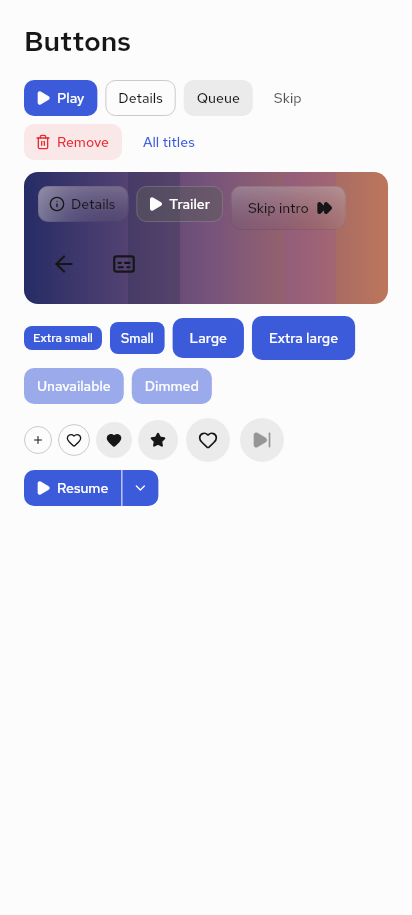 Buttons
Play Details Queue Skip
Remove All titles
Details Trailer Skip intro
Extra small Small Large Extra large
Unavailable Dimmed
Resume